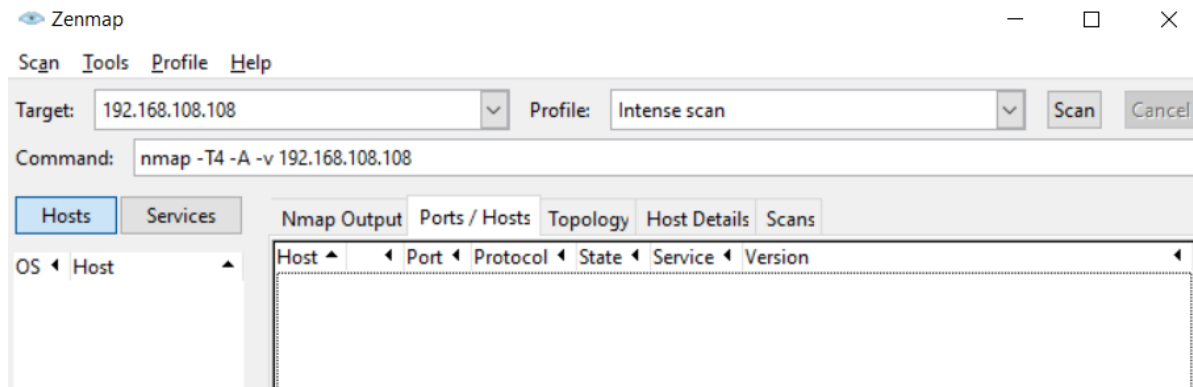 Zenmap
Scan Tools Profile Help
Target: 192.168.108.108 Profile: Intense scan Scan Cancel
Command: nmap -T4 -A -v 192.168.108.108
Hosts Services Nmap Output Ports / Hosts Topology Host Details Scans
OS Host Host Port Protocol State Service Version